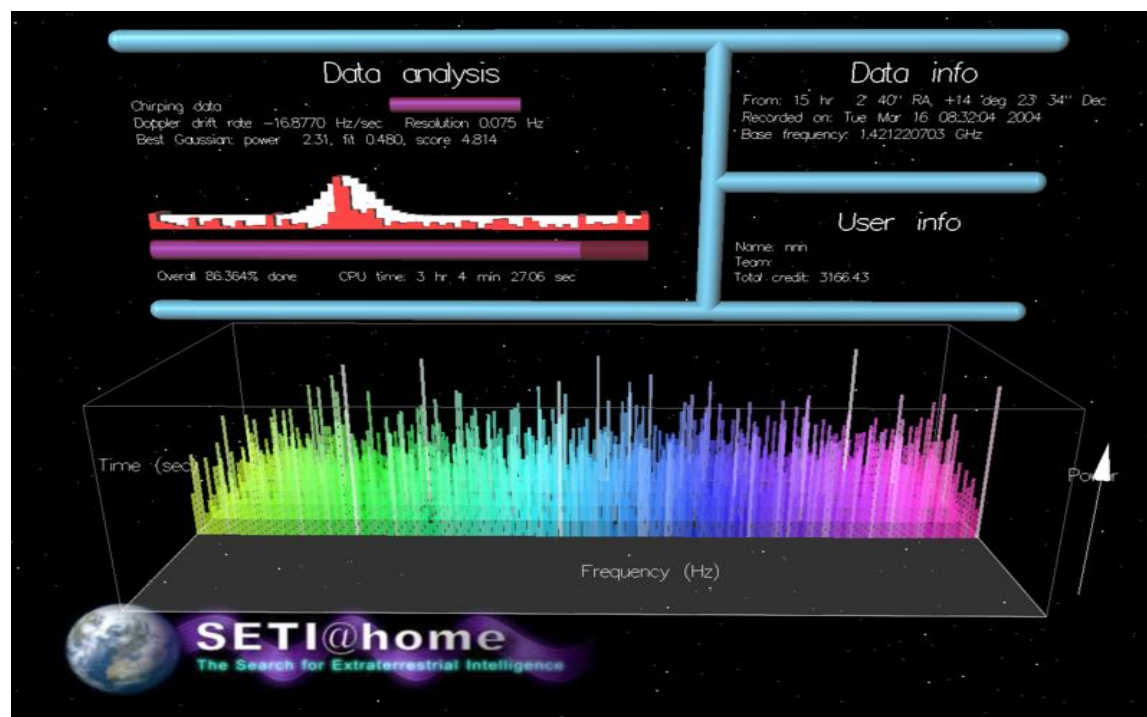 Data analysis
Chirping data
Doppler drift rate -16.8770 Hz/sec Resolution 0.075 Hz
Best Gaussian: power 2.31, fit 0.480, score 4.814
Overall 86.364% done CPU time: 3 hr 4 min 27.06 sec
Data info
From: 15 hr 2' 40'' RA, +14 deg 23' 34'' Dec
Recorded on: Tue Mar 16 08:32:04 2004
Base frequency: 1.421220703 GHz
User info
Name: nnn
Team:
Total credit: 3166.43
Time (sec)
Power
Frequency (Hz)
SETI@home
The Search for Extraterrestrial Intelligence